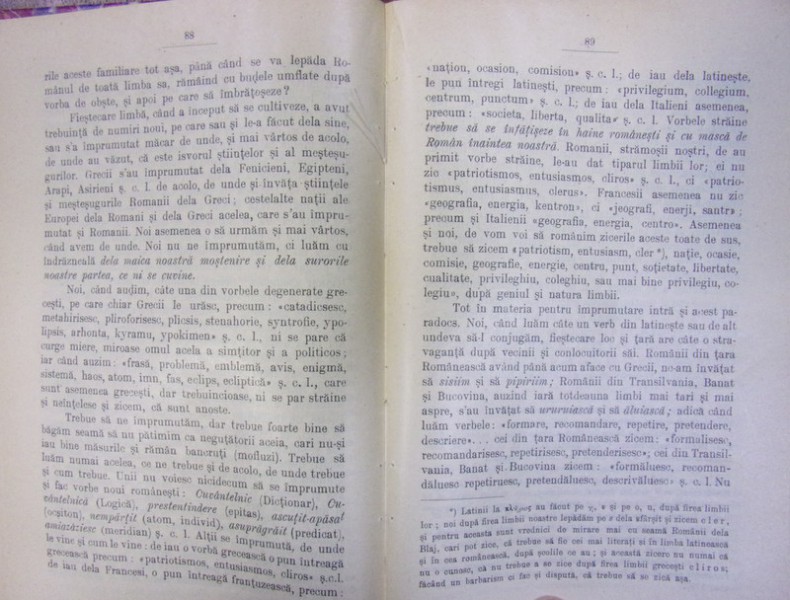 88
rile aceste familiare tot așa, până când se va lepăda Ro-
mânul de toată limba sa, rămâind cu buḑele umflate după
vorba de obște, și apoi pe care să îmbrățoșeze?
Fieștecare limbă, când a început să se cultiveze, a avut
trebuință de numiri noui, pe care sau și le-a făcut dela sine,
sau s'a împrumutat măcar de unde, și mai vârtos de acolo,
de unde au văzut, că este isvorul științelor și al meșteșu-
gurilor. Grecii s'au împrumutat dela Fenicieni, Egipteni,
Arapi, Asirieni ș. c. l. de acolo, de unde și învăța științele
și meșteșugurile Romanii dela Greci; cestelalte nații ale
Europei dela Romani și dela Greci acelea, care s'au împru-
mutat și Romanii. Noi asemenea o să urmăm și mai vârtos,
când avem de unde. Noi nu ne împrumutăm, ci luăm cu
îndrăzneală dela maica noastră moștenire și dela surorile
noastre partea, ce ni se cuvine.
Noi, când audim, câte una din vorbele degenerate gre-
cești, pe care chiar Grecii le urăsc, precum: «catadicsesc,
metahirisesc, pliroforisesc, plicsis, stenahorie, syntrofie, ypo-
lipsis, arhonta, kyramu, ypokimen» ș. c. l., ni se pare că
curge miere, miroase omul acela a simțitor și a politicos;
iar când auzim: «frasă, problemă, emblemă, avis, enigmă,
sistemă, haos, atom, imn, fas, eclips, ecliptică» ș. c. l., care
sunt asemenea grecești, dar trebuincioase, ni se par străine
și neînțelese și zicem, că sunt anoste.
Trebue să ne împrumutăm, dar trebue foarte bine să
băgăm seamă să nu pătimim ca neguțătorii aceia, cari nu-și
iau bine măsurile și rămân bancruți (mofluzi). Trebue să
luăm numai acelea, ce ne trebue și de acolo, de unde trebue
și cum trebue. Unii nu voiesc nicidecum să se împrumute
și fac vorbe noui românești: Cuvântelnic (Dicționar), Cu-
vântelnică (Logică), prestentindere (epitas), ascuțit-apăsat
(ocsiton), nempărțit (atom, individ), asuprăgrăit (predicat),
amiazăziesc (meridian) ș. c. l. Alții se împrumută, de unde
le vine și cum le vine: de iau o vorbă grecească o pun întreagă
grecească precum: «patriotismos, entusiasmos, cliros» ș.c.l.
de iau dela Francesi, o pun întreagă franțuzească, precum:
89
«națion, ocasion, comision» ș. c. l.; de iau dela latinește.
le pun întregi latinești, precum: «privilegium, collegium,
centrum, punctum» ș. c. l.; de iau dela Italieni asemenea,
precum: «societa, liberta, qualita» ș. c. l. Vorbele străine
trebue să se înfățișeze în haine românești și cu mască de
Român înaintea noastră. Romanii, strămoșii noștri, de au
primit vorbe străine, le-au dat tiparul limbii lor; ei nu
zic «patriotismos, entusiasmos, cliros» ș. c. l., ci «patrio-
tismus, entusiasmus, clerus». Francesii asemenea nu zic
«geografia, energia, kentron», ci «jeografi, enerji, santr»;
precum și Italienii «geografia, energia, centro». Asemenea
și noi, de vom voi să românim zicerile aceste toate de sus,
trebue să zicem «patriotism, entusiasm, cler *), nație, ocasie,
comisie, geografie, energie, centru, punt, soțietate, libertate,
cualitate, privileghiu, coleghiu, sau mai bine privilegiu, co-
legiu», după geniul și natura limbii.
Tot în materia pentru împrumutare intră și acest pa-
radocs. Noi, când luăm câte un verb din latinește sau de alt
undeva să-l conjugăm, fieștecare loc și țară are câte o stra-
vaganță după vecinii și conlocuitorii săi. Românii din țara
Românească având până acum aface cu Grecii, ne-am învățat
să sisiim și să pipiriim; Românii din Transilvania, Banat
și Bucovina, auzind iară totdeauna limbi mai tari și mai
aspre, s'au învățat să ururuiască și să ăluiască; adică când
luăm verbele: «formare, recomandare, repetire, pretendere,
descriere»... cei din țara Românească zicem: «formalisesc,
recomandarisesc, repetirisesc, pretenderisesc»; cei din Transil-
vania, Banat și Bucovina zicem: «formăluesc, recoman-
dăluesc repetiruesc, pretendăluesc, descrivăluesc» ș. c. l. Nu
lor; noi după firea limbii noastre lepădăm pe s dela sfârșit și zicem cler,
și pentru aceasta sunt vrednici de mirare mai cu seamă Românii dela
Blaj, cari pot zice, că trebue să fie cei mai literați și în limba latinească
și în cea românească, după școlile ce au; și această zicere nu numai că
nu o cunosc, că nu trebue a se zice după firea limbii grecești cliros;
făcând un barbarism ci fac și dispută, că trebue să se zică așa.